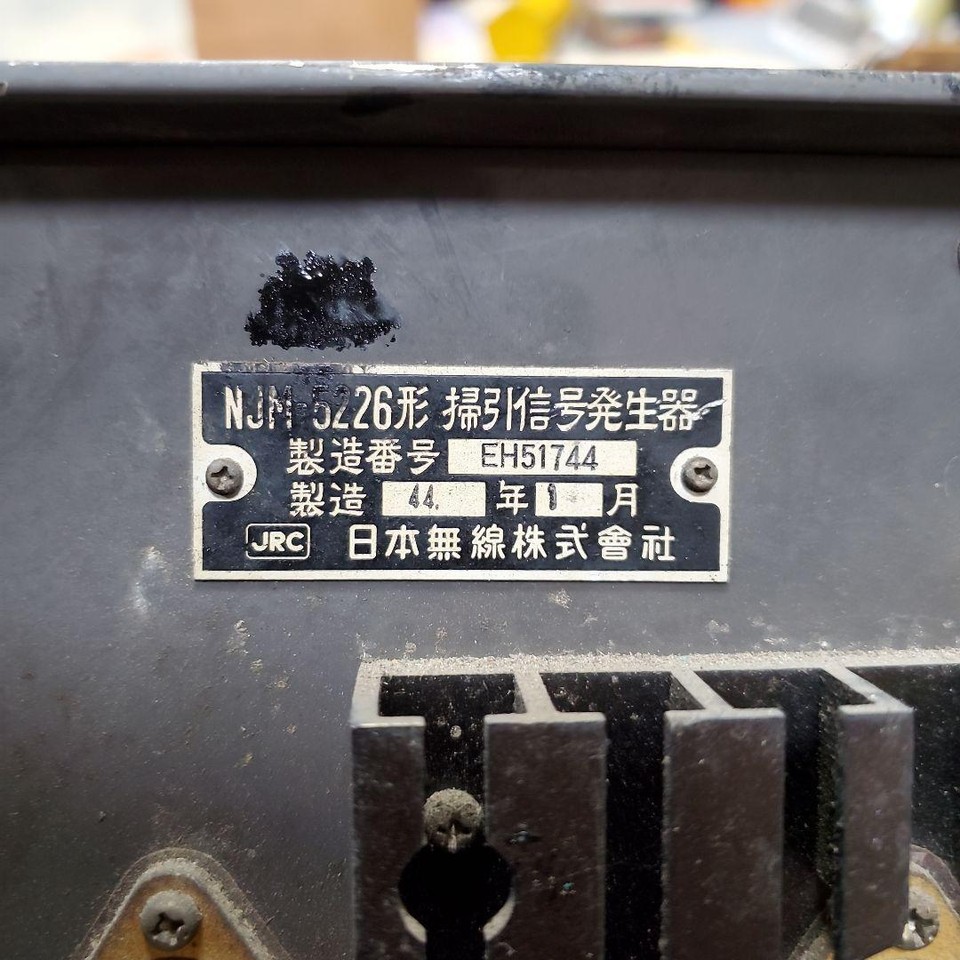 NJM-5226形 掃引信号発生器
製造番号 EH51744
製造 44. 年 1 月
JRC 日本無線株式會社